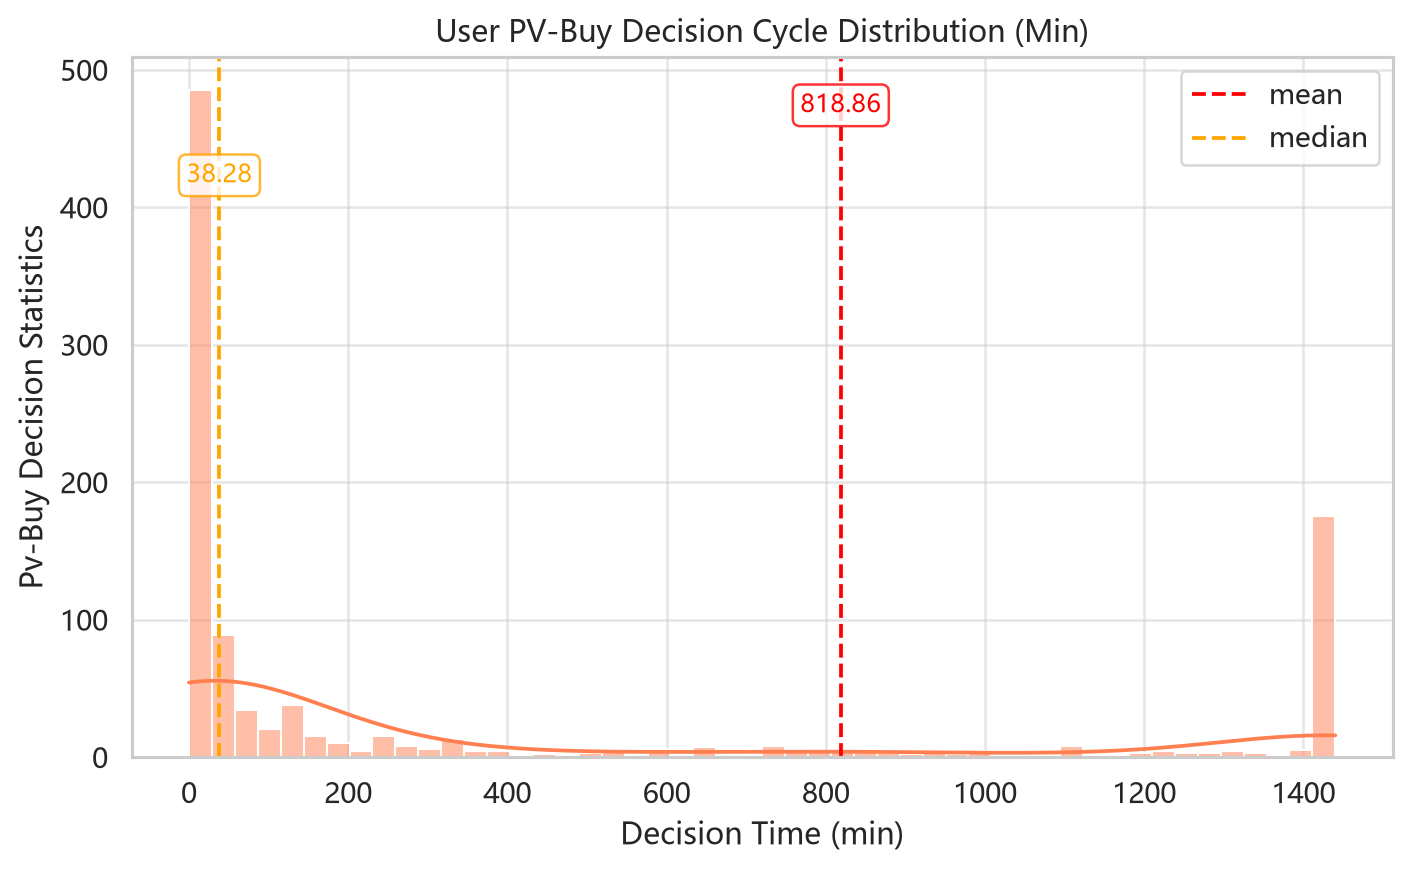 User PV-Buy Decision Cycle Distribution (Min)
500
400
300
200
100
0
Pv-Buy Decision Statistics
38.28
818.86
mean
median
0 200 400 600 800 1000 1200 1400
Decision Time (min)